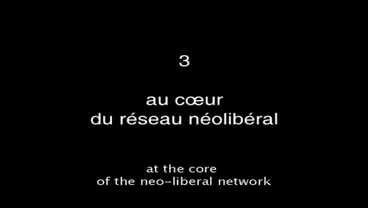 3
au cœur
du réseau néolibéral
at the core
of the neo-liberal network